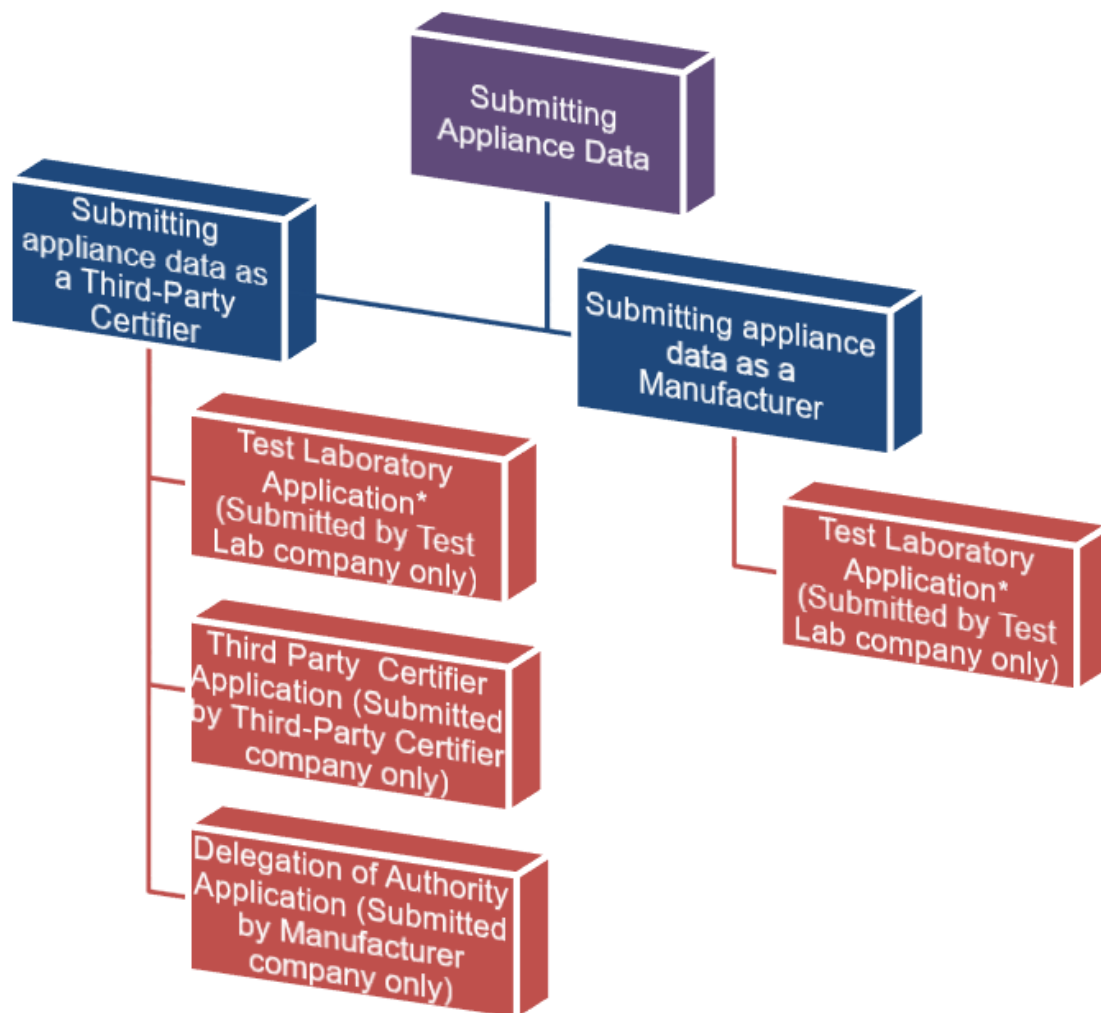 Submitting
Appliance Data
Submitting
appliance data as
a Third-Party
Certifier
Submitting appliance
data as a
Manufacturer
Test Laboratory
Application*
(Submitted by Test
Lab company only)
Test Laboratory
Application*
(Submitted by Test
Lab company only)
Third Party  Certifier
Application (Submitted
by Third-Party Certifier
company only)
Delegation of Authority
Application (Submitted
by Manufacturer
company only)